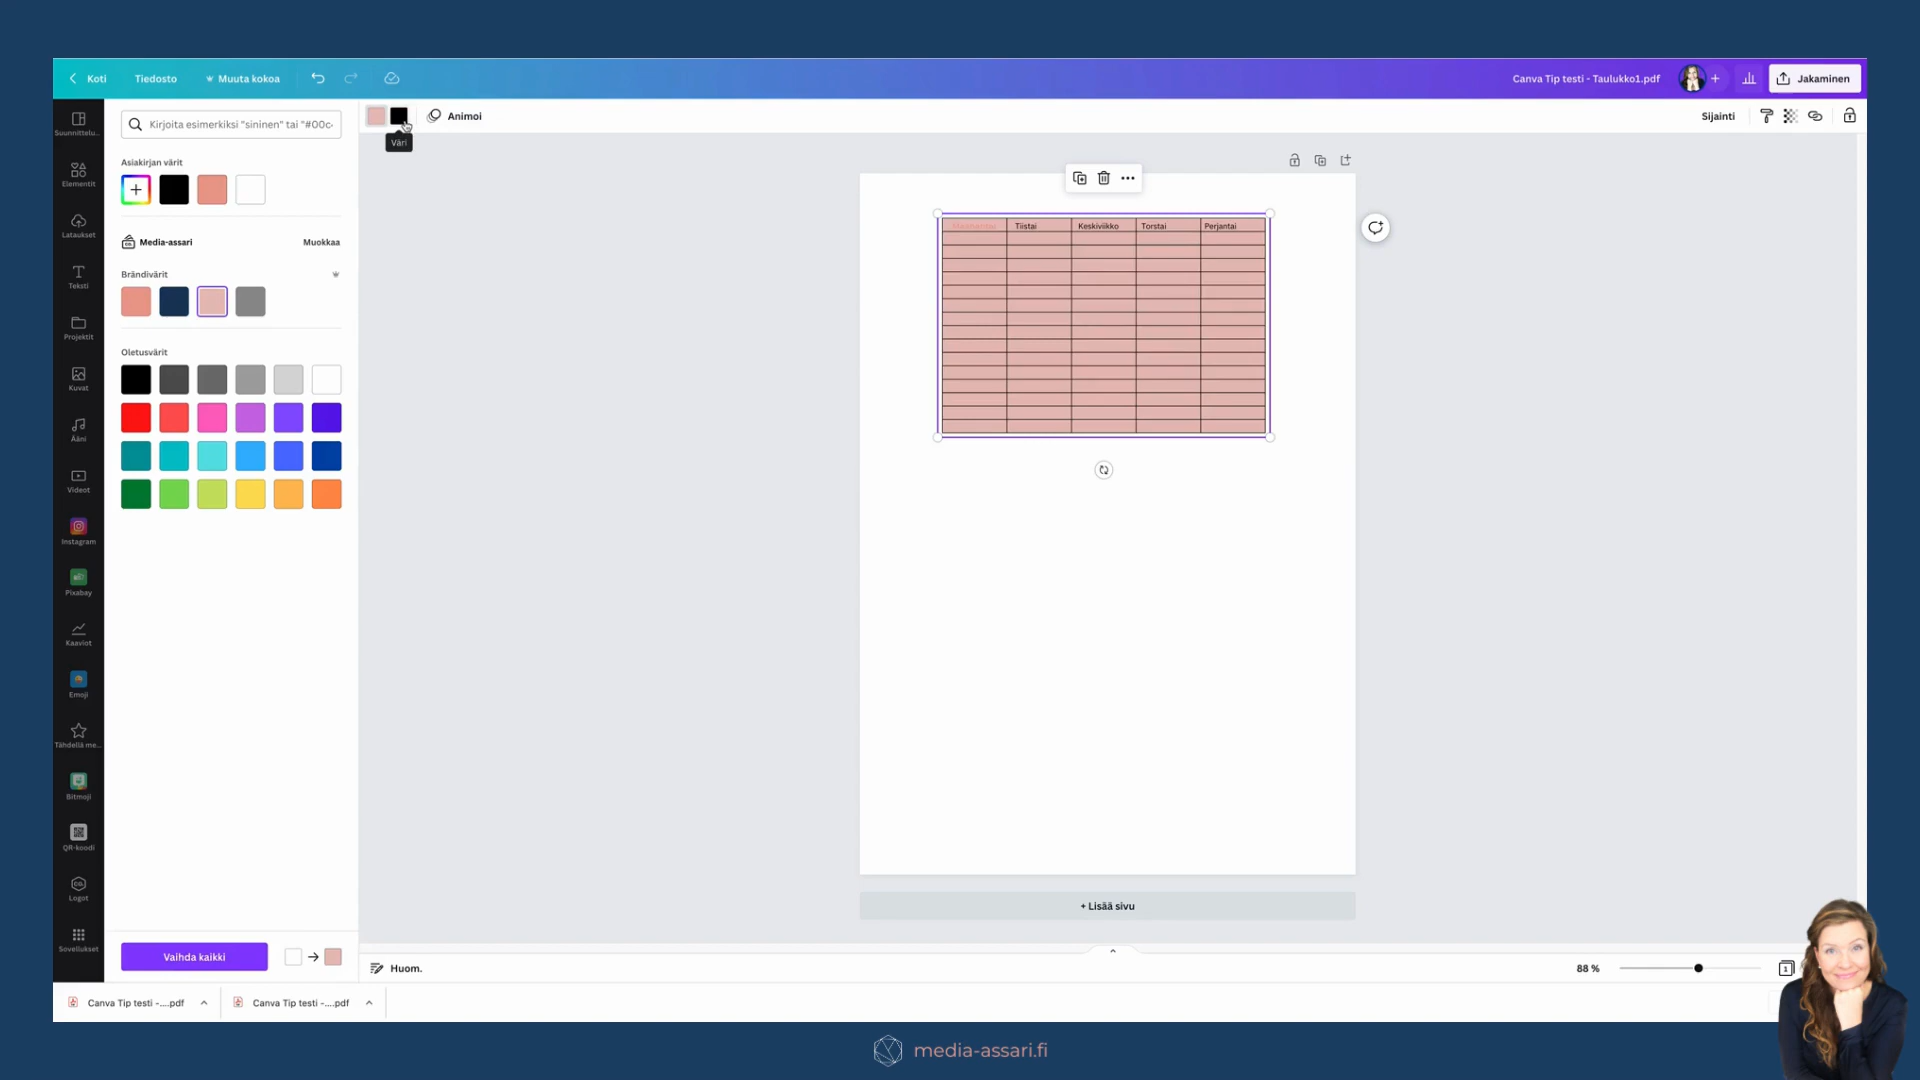 Koti
Tiedosto
Muuta kokoa
Canva Tip testi - Taulukko1.pdf
+
Jakaminen
Suunnittelu...
Elementit
Lataukset
Teksti
Projektit
Kuvat
Ääni
Videot
Instagram
Pixabay
Kaaviot
Emoji
Tähdellä me...
Bitmoji
QR-koodi
Logot
Sovellukset
Kirjoita esimerkiksi "sininen" tai "#00c-
Asiakirjan värit
Media-assari
Muokkaa
Brändivärit
Oletusvärit
Vaihda kaikki
Animoi
Väri
Sijainti
Maanantai
Tiistai
Keskiviikko
Torstai
Perjantai
+ Lisää sivu
Huom.
88 %
1
Canva Tip testi -....pdf
Canva Tip testi -....pdf
media-assari.fi